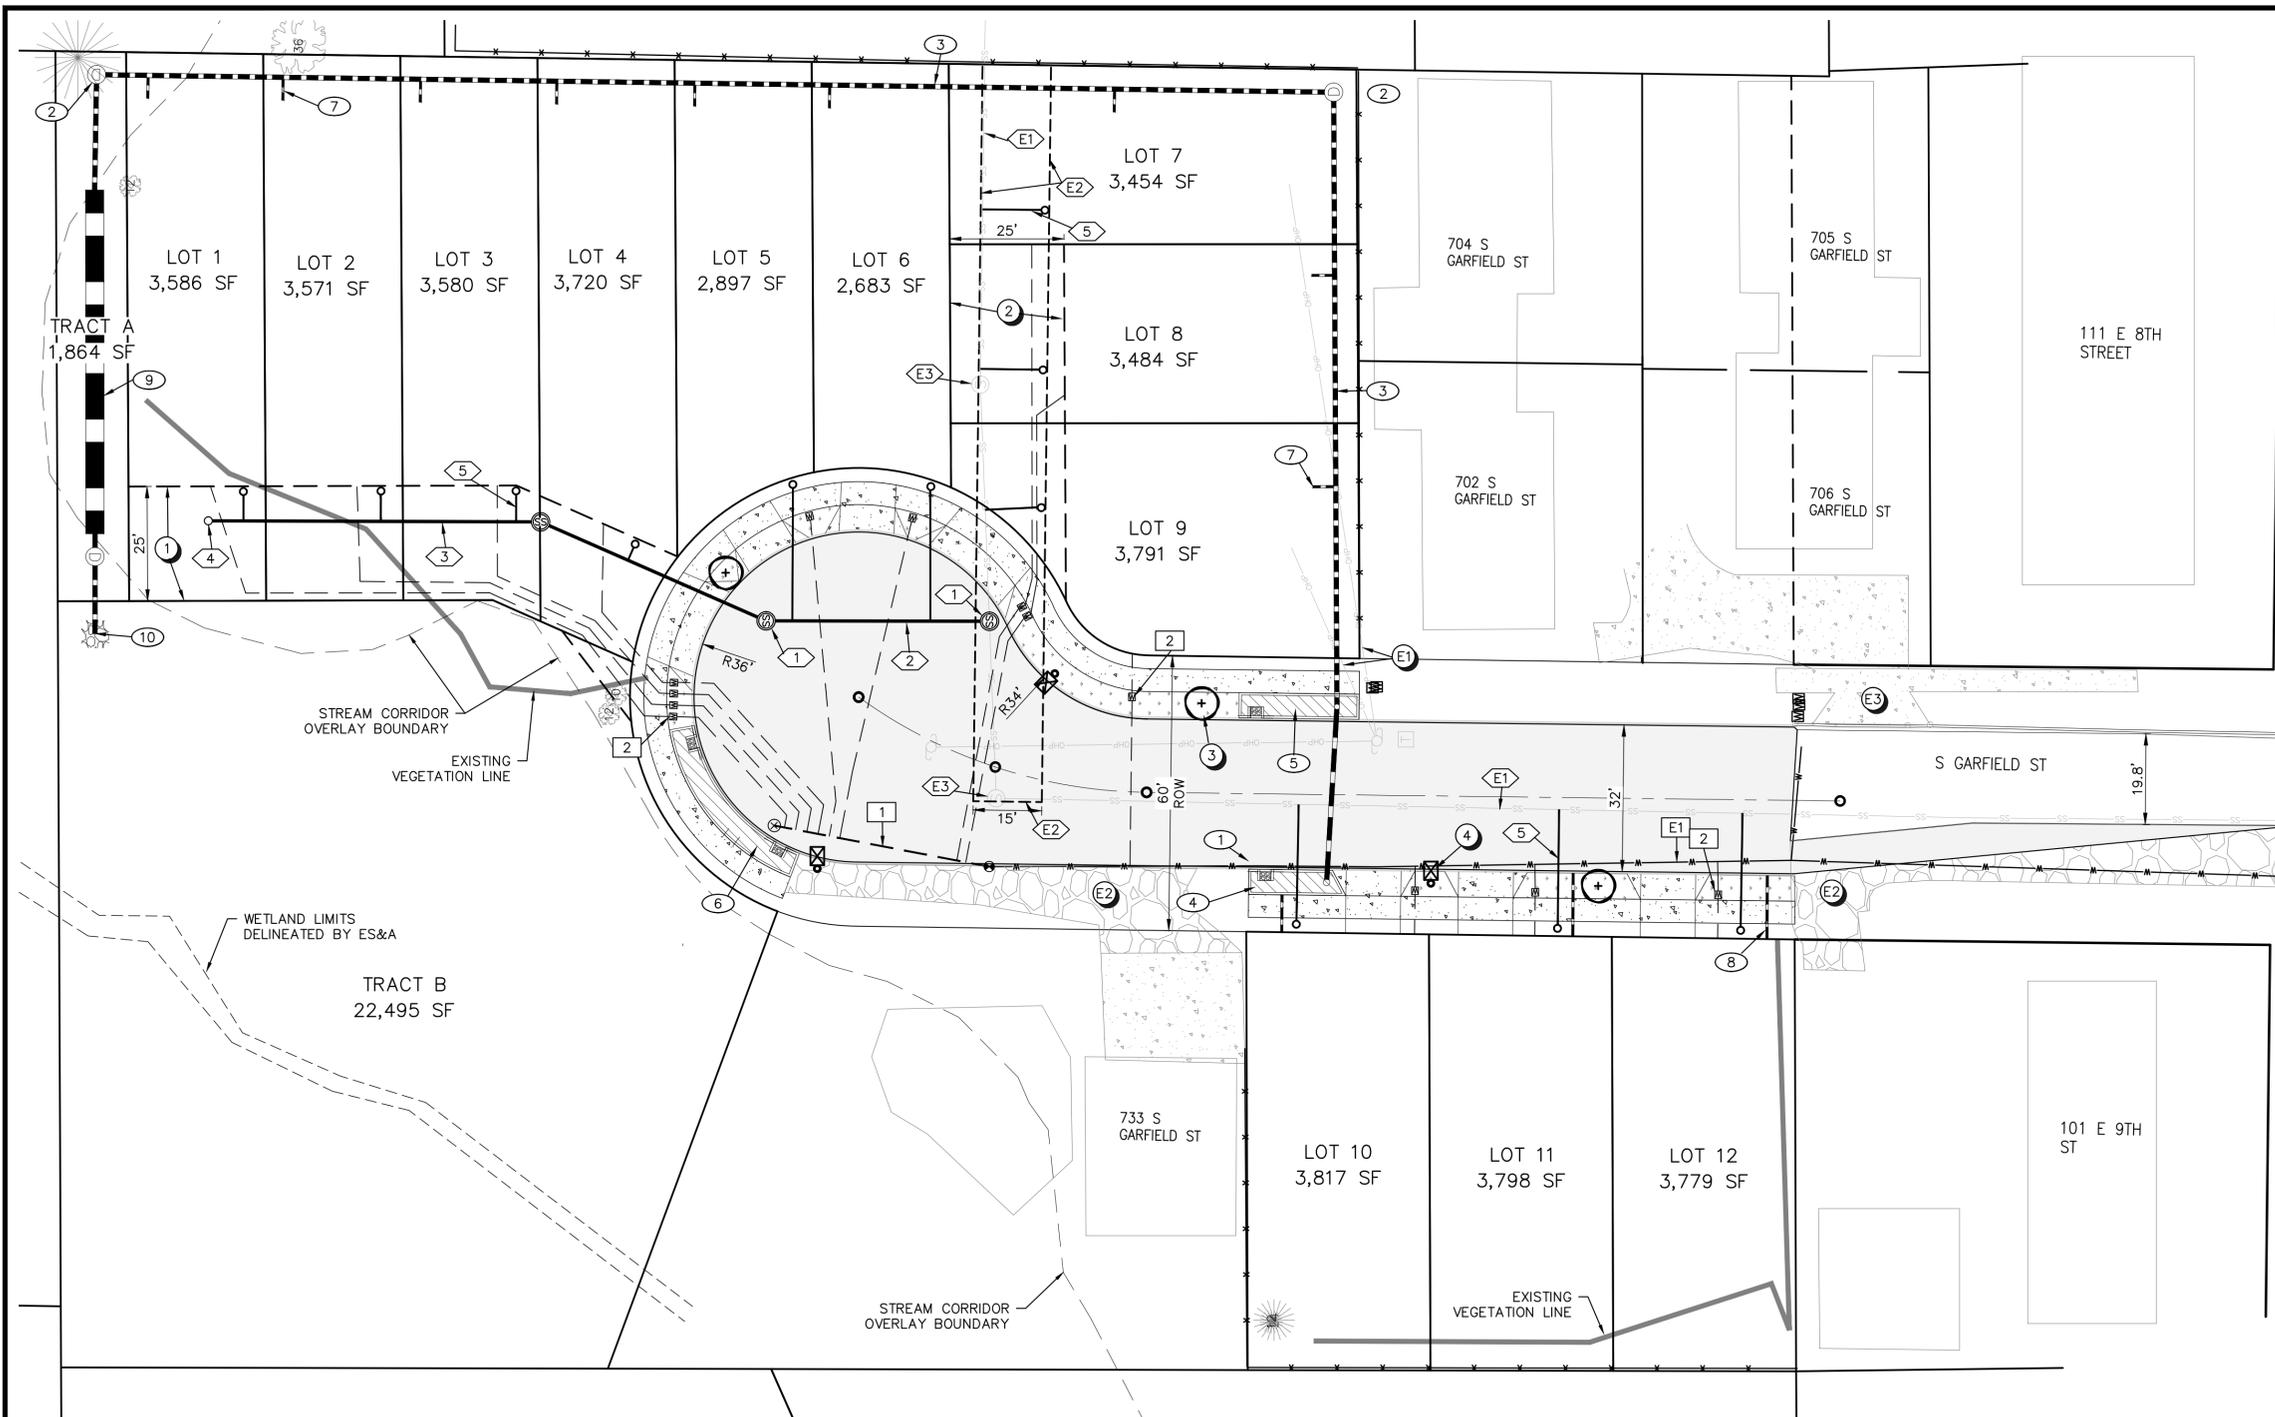 3
36
2
7
2
12
E1
E2
LOT 7
3,454 SF
5
25'
LOT 1
3,586 SF
LOT 2
3,571 SF
LOT 3
3,580 SF
LOT 4
3,720 SF
LOT 5
2,897 SF
LOT 6
2,683 SF
704 S
GARFIELD ST
705 S
GARFIELD ST
TRACT A
1,864 SF
2
LOT 8
3,484 SF
111 E 8TH
STREET
9
E3
3
5
7
702 S
GARFIELD ST
706 S
GARFIELD ST
LOT 9
3,791 SF
25'
1
4
3
1
10
SS
SS
SS
1
2
2
E1
R36'
R34'
STREAM CORRIDOR
OVERLAY BOUNDARY
EXISTING
VEGETATION LINE
2
3
5
E3
S GARFIELD ST
19.8'
E3
E1
60'
ROW
32'
15'
E2
1
1
4
5
E1
2
6
E2
4
E2
8
WETLAND LIMITS
DELINEATED BY ES&A
TRACT B
22,495 SF
733 S
GARFIELD ST
LOT 10
3,817 SF
LOT 11
3,798 SF
LOT 12
3,779 SF
101 E 9TH
ST
STREAM CORRIDOR
OVERLAY BOUNDARY
EXISTING
VEGETATION LINE